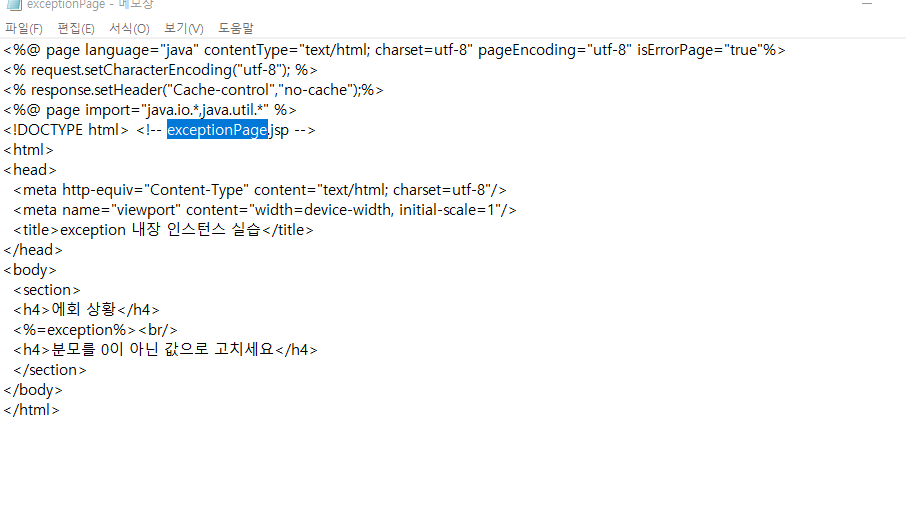 exceptionPage - 메모장
파일(F) 편집(E) 서식(O) 보기(V) 도움말
<%@ page language="java" contentType="text/html; charset=utf-8" pageEncoding="utf-8" isErrorPage="true"%>
<% request.setCharacterEncoding("utf-8"); %>
<% response.setHeader("Cache-control","no-cache");%>
<%@ page import="java.io.*,java.util.*" %>
<!DOCTYPE html> <!-- exceptionPage.jsp -->
<html>
<head>
  <meta http-equiv="Content-Type" content="text/html; charset=utf-8"/>
  <meta name="viewport" content="width=device-width, initial-scale=1"/>
  <title>exception 내장 인스턴스 실습</title>
</head>
<body>
  <section>
  <h4>에회 상황</h4>
  <%=exception%><br/>
  <h4>분모를 0이 아닌 값으로 고치세요</h4>
  </section>
</body>
</html>